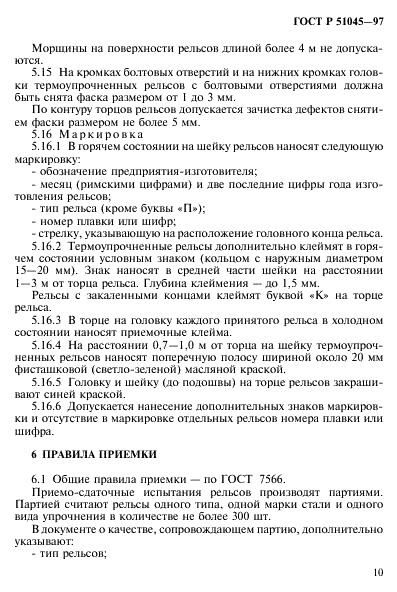 ГОСТ Р 51045—97
Морщины на поверхности рельсов длиной более 4 м не допуска-
ются.
5.15 На кромках болтовых отверстий и на нижних кромках голов-
ки термоупрочненных рельсов с болтовыми отверстиями должна
быть снята фаска размером от 1 до 3 мм.
По контуру торцов рельсов допускается зачистка дефектов сняти-
ем фаски размером не более 5 мм.
5.16 Маркировка
5.16.1 В горячем состоянии на шейку рельсов наносят следующую
маркировку:
- обозначение предприятия-изготовителя;
- месяц (римскими цифрами) и две последние цифры года изго-
товления рельсов;
- тип рельса (кроме буквы «П»);
- номер плавки или шифр;
- стрелку, указывающую на расположение головного конца рельса.
5.16.2 Термоупрочненные рельсы дополнительно клеймят в горя-
чем состоянии условным знаком (кольцом с наружным диаметром
15—20 мм). Знак наносят в средней части шейки на расстоянии
1—3 м от торца рельса. Глубина клеймения — до 1,5 мм.
Рельсы с закаленными концами клеймят буквой «К» на торце
рельса.
5.16.3 В торце на головку каждого принятого рельса в холодном
состоянии наносят приемочные клейма.
5.16.4 На расстоянии 0,7—1,0 м от торца на шейку термоупроч-
ненных рельсов наносят поперечную полосу шириной около 20 мм
фисташковой (светло-зеленой) масляной краской.
5.16.5 Головку и шейку (до подошвы) на торце рельсов закраши-
вают синей краской.
5.16.6 Допускается нанесение дополнительных знаков маркиров-
ки и отсутствие в маркировке отдельных рельсов номера плавки или
шифра.
6 ПРАВИЛА ПРИЕМКИ
6.1 Общие правила приемки — по ГОСТ 7566.
Приемо-сдаточные испытания рельсов производят партиями.
Партией считают рельсы одного типа, одной марки стали и одного
вида упрочнения в количестве не более 300 шт.
В документе о качестве, сопровождающем партию, дополнительно
указывают:
- тип рельсов;
10